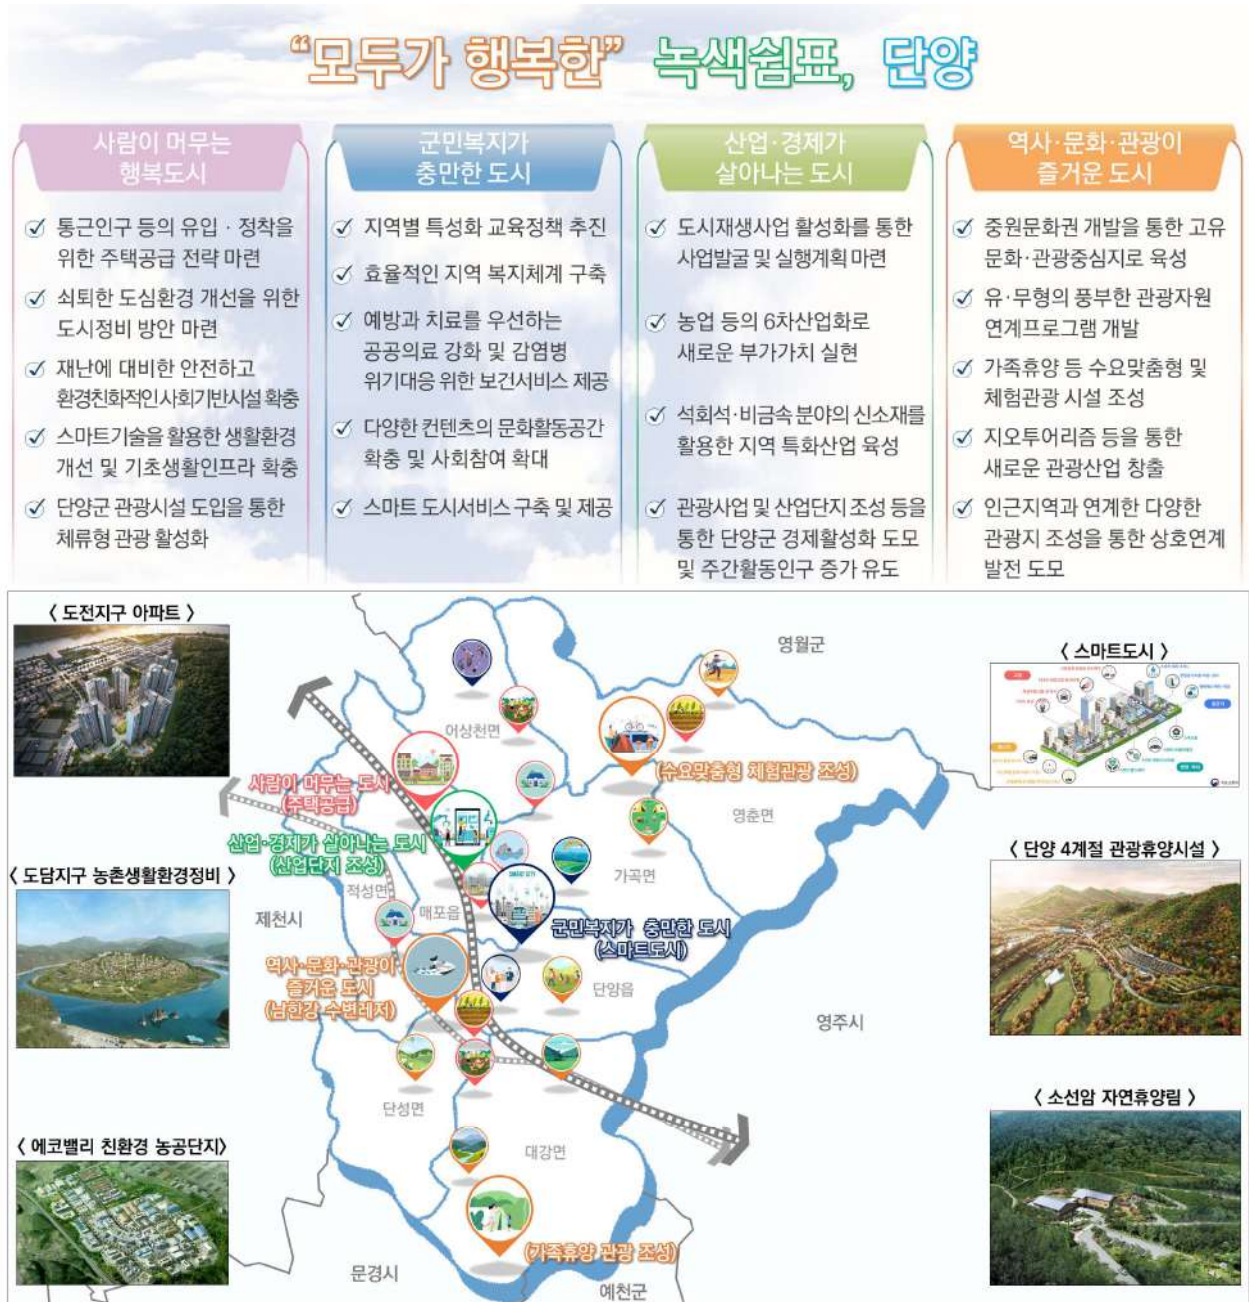 “모두가 행복한” 녹색쉼표, 단양
사람이 머무는
행복도시
통근인구 등의 유입 · 정착을
위한 주택공급 전략 마련
쇠퇴한 도심환경 개선을 위한
도시정비 방안 마련
재난에 대비한 안전하고
환경친화적인 사회기반시설 확충
스마트기술을 활용한 생활환경
개선 및 기초생활인프라 확충
단양군 관광시설 도입을 통한
체류형 관광 활성화
군민복지가
충만한 도시
지역별 특성화 교육정책 추진
효율적인 지역 복지체계 구축
예방과 치료를 우선하는
공공의료 강화 및 감염병
위기대응 위한 보건서비스 제공
다양한 컨텐츠의 문화활동공간
확충 및 사회참여 확대
스마트 도시서비스 구축 및 제공
산업·경제가
살아나는 도시
도시재생사업 활성화를 통한
사업발굴 및 실행계획 마련
농업 등의 6차산업화로
새로운 부가가치 실현
석회석·비금속 분야의 신소재를
활용한 지역 특화산업 육성
관광사업 및 산업단지 조성 등을
통한 단양군 경제활성화 도모
및 주간활동인구 증가 유도
역사·문화·관광이
즐거운 도시
중원문화권 개발을 통한 고유
문화·관광중심지로 육성
유·무형의 풍부한 관광자원
연계프로그램 개발
가족휴양 등 수요맞춤형 및
체험관광 시설 조성
지오투어리즘 등을 통한
새로운 관광산업 창출
인근지역과 연계한 다양한
관광지 조성을 통한 상호연계
발전 도모
< 도전지구 아파트 >
영월군
< 스마트도시 >
어상천면
사람이 머무는 도시
(주택공급)
(수요맞춤형 체험관광 조성)
영춘면
산업·경제가 살아나는 도시
(산업단지 조성)
< 단양 4계절 관광휴양시설 >
< 도담지구 농촌생활환경정비 >
가곡면
적성면
SMART CITY
매포읍
제천시
군민복지가 충만한 도시
(스마트도시)
역사·문화·관광이
즐거운 도시
(남한강 수변레저)
단양읍
영주시
< 소선암 자연휴양림 >
단성면
< 에코밸리 친환경 농공단지>
대강면
(가족휴양 관광 조성)
문경시
예천군